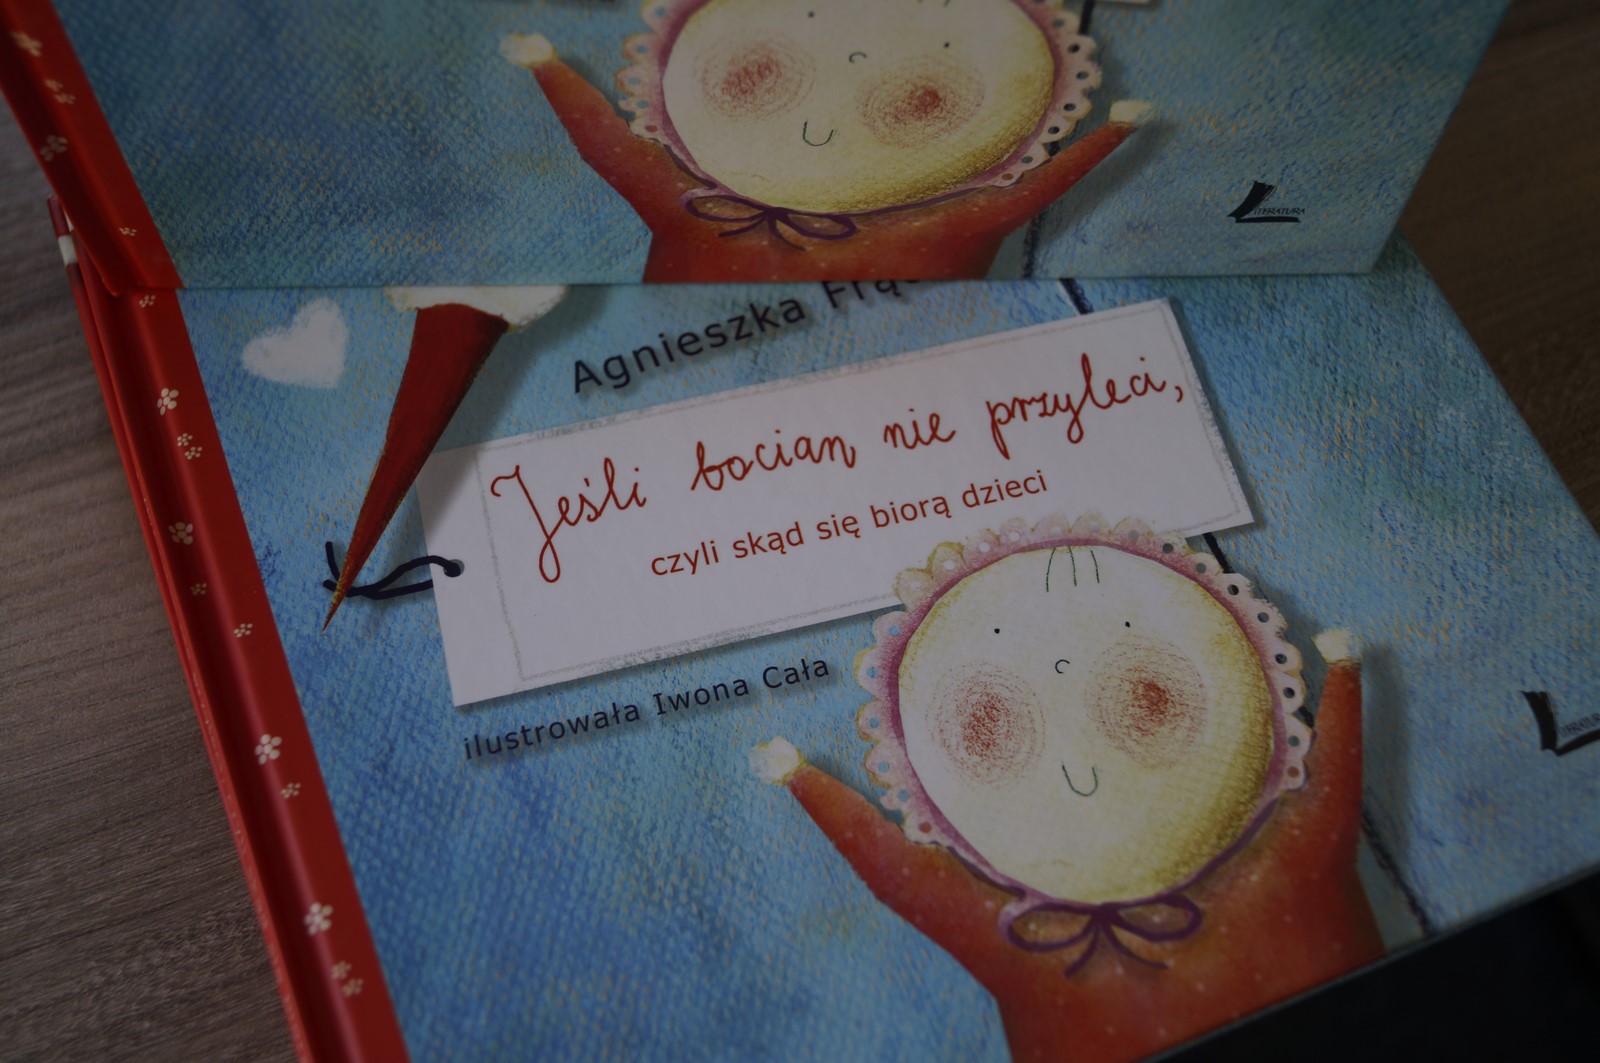 LITERATURA
Agnieszka
Jeśli bocian nie przyleci,
czyli skąd się biorą dzieci
ilustrowała Iwona Cała